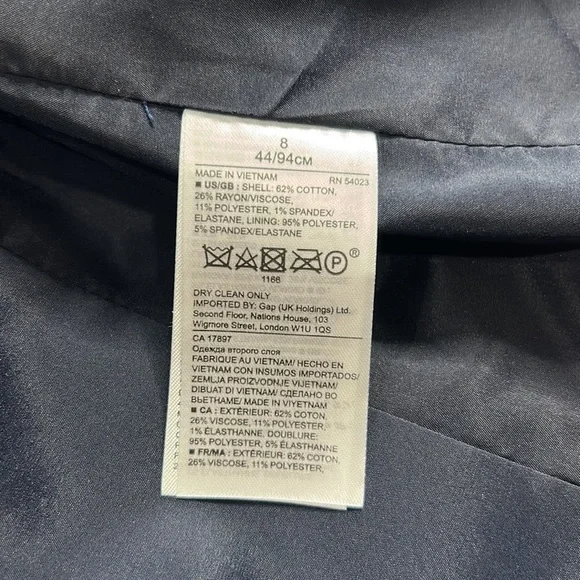 8
44/94CM
MADE IN VIETNAM RN 54023
■ US/GB : SHELL: 62% COTTON,
26% RAYON/VISCOSE,
11% POLYESTER, 1% SPANDEX/
ELASTANE, LINING: 95% POLYESTER,
5% SPANDEX/ELASTANE
P ®
1166
DRY CLEAN ONLY
IMPORTED BY: Gap (UK Holdings) Ltd.
Second Floor, Nations House, 103
Wigmore Street, London W1U 1QS
CA 17897
Одежда второго слоя
FABRIQUÉ AU VIETNAM/ HECHO EN
VIETNAM CON INSUMOS IMPORTADOS/
ZEMLJA PROIZVODNJE VIJETNAM/
DIBUAT DI VIETNAM/ СДЕЛАНО ВО
ВЬЕТНАМЕ/ MADE IN VIYETNAM
■ CA : EXTÉRIEUR: 62% COTON,
26% VISCOSE, 11% POLYESTER,
1% ÉLASTHANNE, DOUBLURE:
95% POLYESTER, 5% ÉLASTHANNE
■ FR/MA : EXTÉRIEUR: 62% COTON,
26% VISCOSE, 11% POLYESTER,